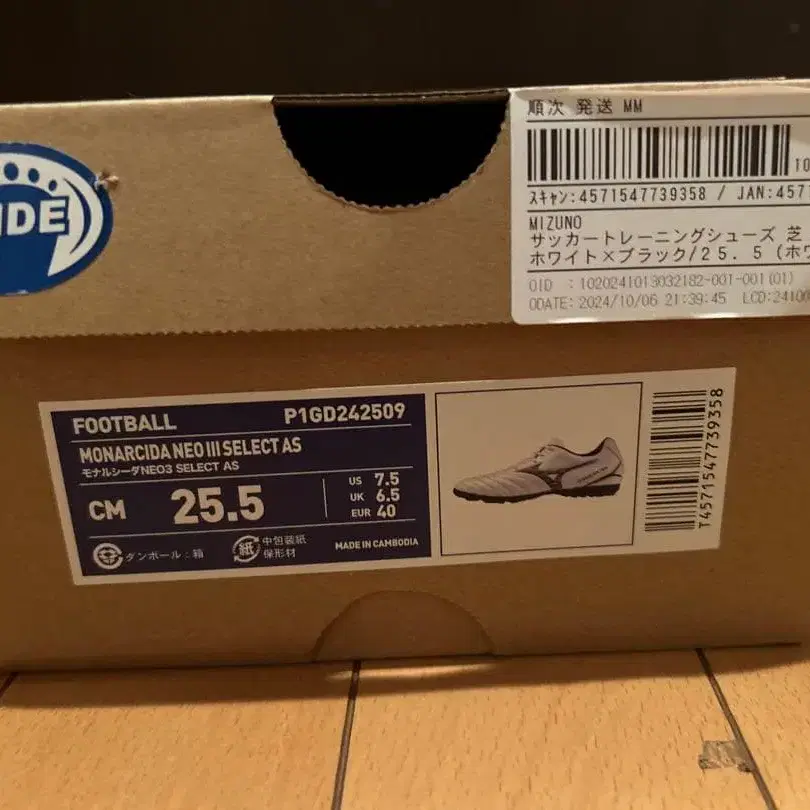 順次 発送 MM
10
スキャン:4571547739358 / JAN:4571
MIZUNO
サッカートレーニングシューズ 芝
ホワイト×ブラック/25.5 (ホワ
OID :1020241013032182-001-001(01)
ODATE: 2024/10/06 21:39:45 LCD:24100
IDE
FOOTBALL P1GD242509
MONARCIDA NEO III SELECT AS
モナルシーダNEO3 SELECT AS
CM 25.5
US 7.5
UK 6.5
EUR 40
ダンボール:箱
紙 中包装紙
保形材
MADE IN CAMBODIA
T4571547739358